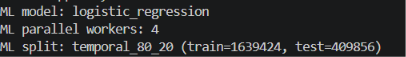 ML model: logistic_regression
ML parallel workers: 4
ML split: temporal_80_20 (train=1639424, test=409856)